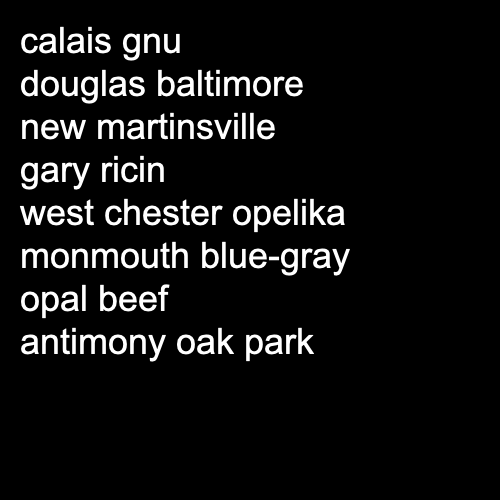 calais gnu
douglas baltimore
new martinsville
gary ricin
west chester opelika
monmouth blue-gray
opal beef
antimony oak park